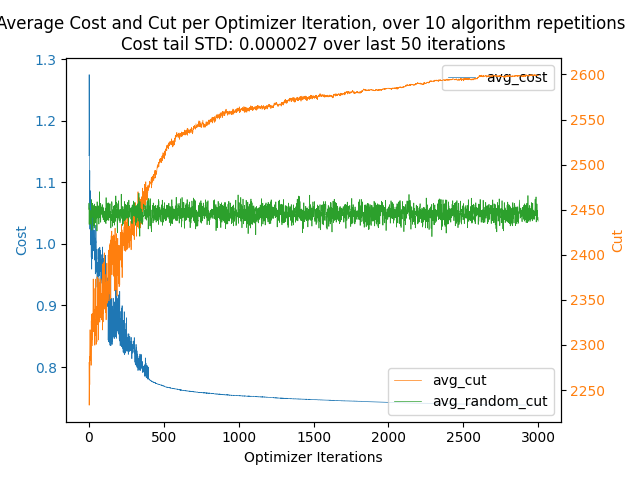 Average Cost and Cut per Optimizer Iteration, over 10 algorithm repetitions
Cost tail STD: 0.000027 over last 50 iterations
1.3
1.2
1.1
1.0
0.9
0.8
Cost
avg_cost
2600
2550
2500
2450
2400
2350
2300
2250
Cut
avg_cut
avg_random_cut
0
500
1000
1500
2000
2500
3000
Optimizer Iterations